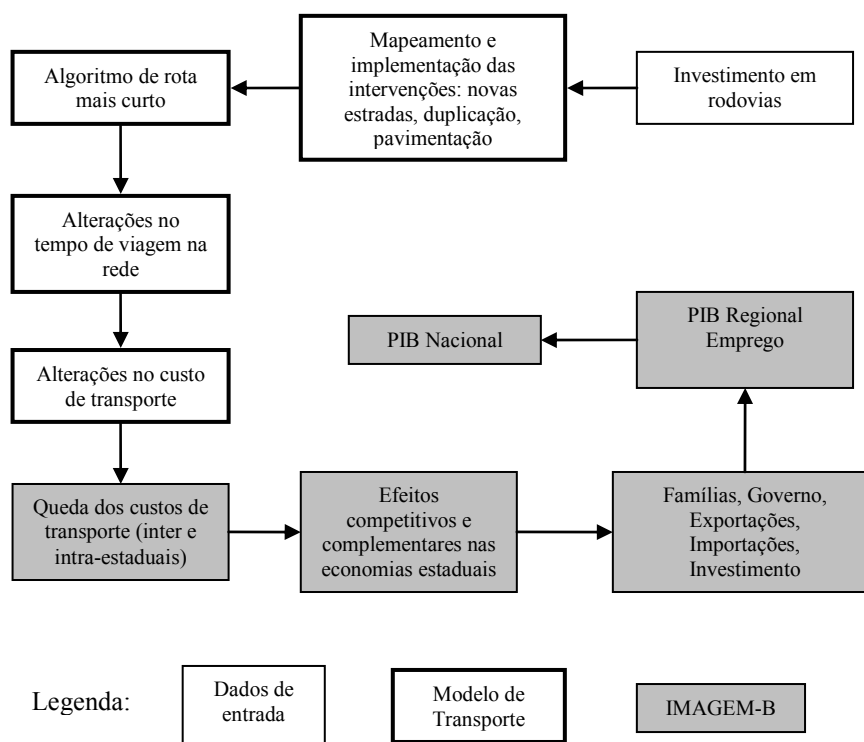 Algoritmo de rota
mais curto
Mapeamento e
implementação das
intervenções: novas
estradas, duplicação,
pavimentação
Investimento em
rodovias
Alterações no
tempo de viagem na
rede
PIB Nacional
PIB Regional
Emprego
Alterações no custo
de transporte
Queda dos custos de
transporte (inter e
intra-estaduais)
Efeitos
competitivos e
complementares nas
economias estaduais
Famílias, Governo,
Exportações,
Importações,
Investimento
Legenda:
Dados de
entrada
Modelo de
Transporte
IMAGEM-B